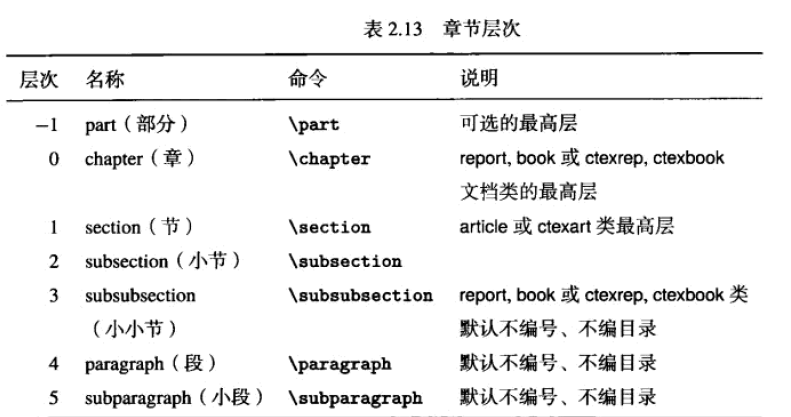 表 2.13 章节层次
层次 名称 命令 说明
−1 part（部分） \part 可选的最高层
0 chapter（章） \chapter report, book 或 ctexrep, ctexbook
文档类的最高层
1 section（节） \section article 或 ctexart 类最高层
2 subsection（小节） \subsection
3 subsubsection \subsubsection report, book 或 ctexrep, ctexbook 类
（小小节） 默认不编号、不编目录
4 paragraph（段） \paragraph 默认不编号、不编目录
5 subparagraph（小段） \subparagraph 默认不编号、不编目录